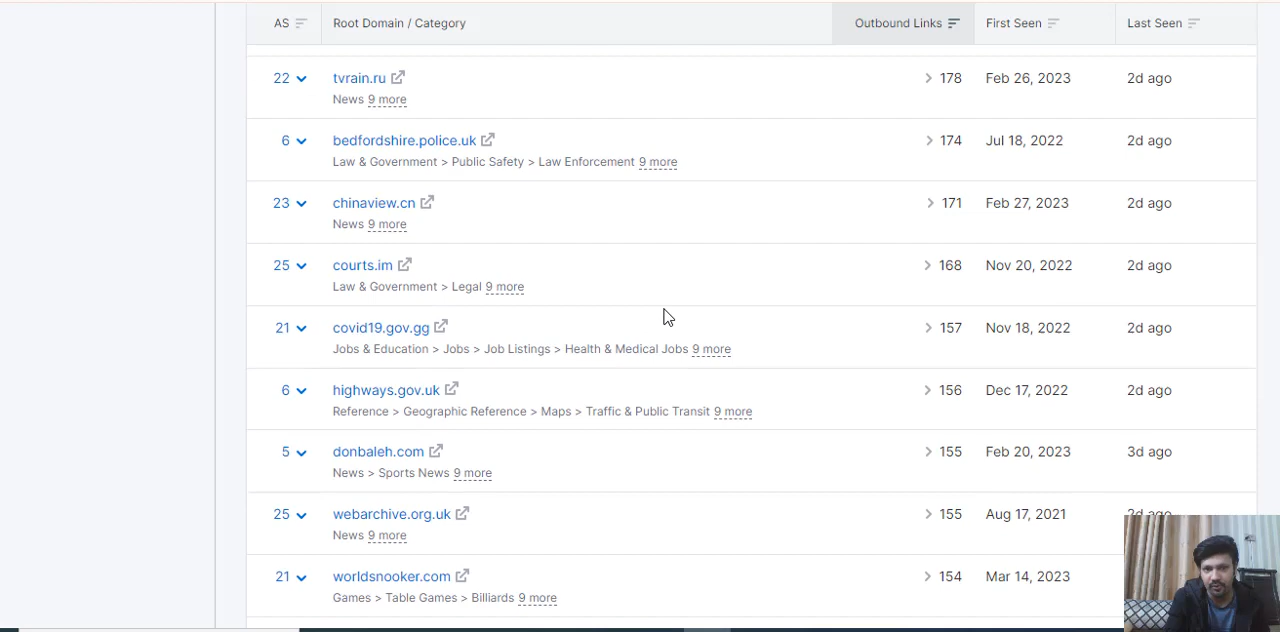 AS Root Domain / Category Outbound Links First Seen Last Seen
22 tvrain.ru 178 Feb 26, 2023 2d ago
News 9 more
6 bedfordshire.police.uk 174 Jul 18, 2022 2d ago
Law & Government > Public Safety > Law Enforcement 9 more
23 chinaview.cn 171 Feb 27, 2023 2d ago
News 9 more
25 courts.im 168 Nov 20, 2022 2d ago
Law & Government > Legal 9 more
21 covid19.gov.gg 157 Nov 18, 2022 2d ago
Jobs & Education > Jobs > Job Listings > Health & Medical Jobs 9 more
6 highways.gov.uk 156 Dec 17, 2022 2d ago
Reference > Geographic Reference > Maps > Traffic & Public Transit 9 more
5 donbaleh.com 155 Feb 20, 2023 3d ago
News > Sports News 9 more
25 webarchive.org.uk 155 Aug 17, 2021 2d ago
News 9 more
21 worldsnooker.com 154 Mar 14, 2023
Games > Table Games > Billiards 9 more